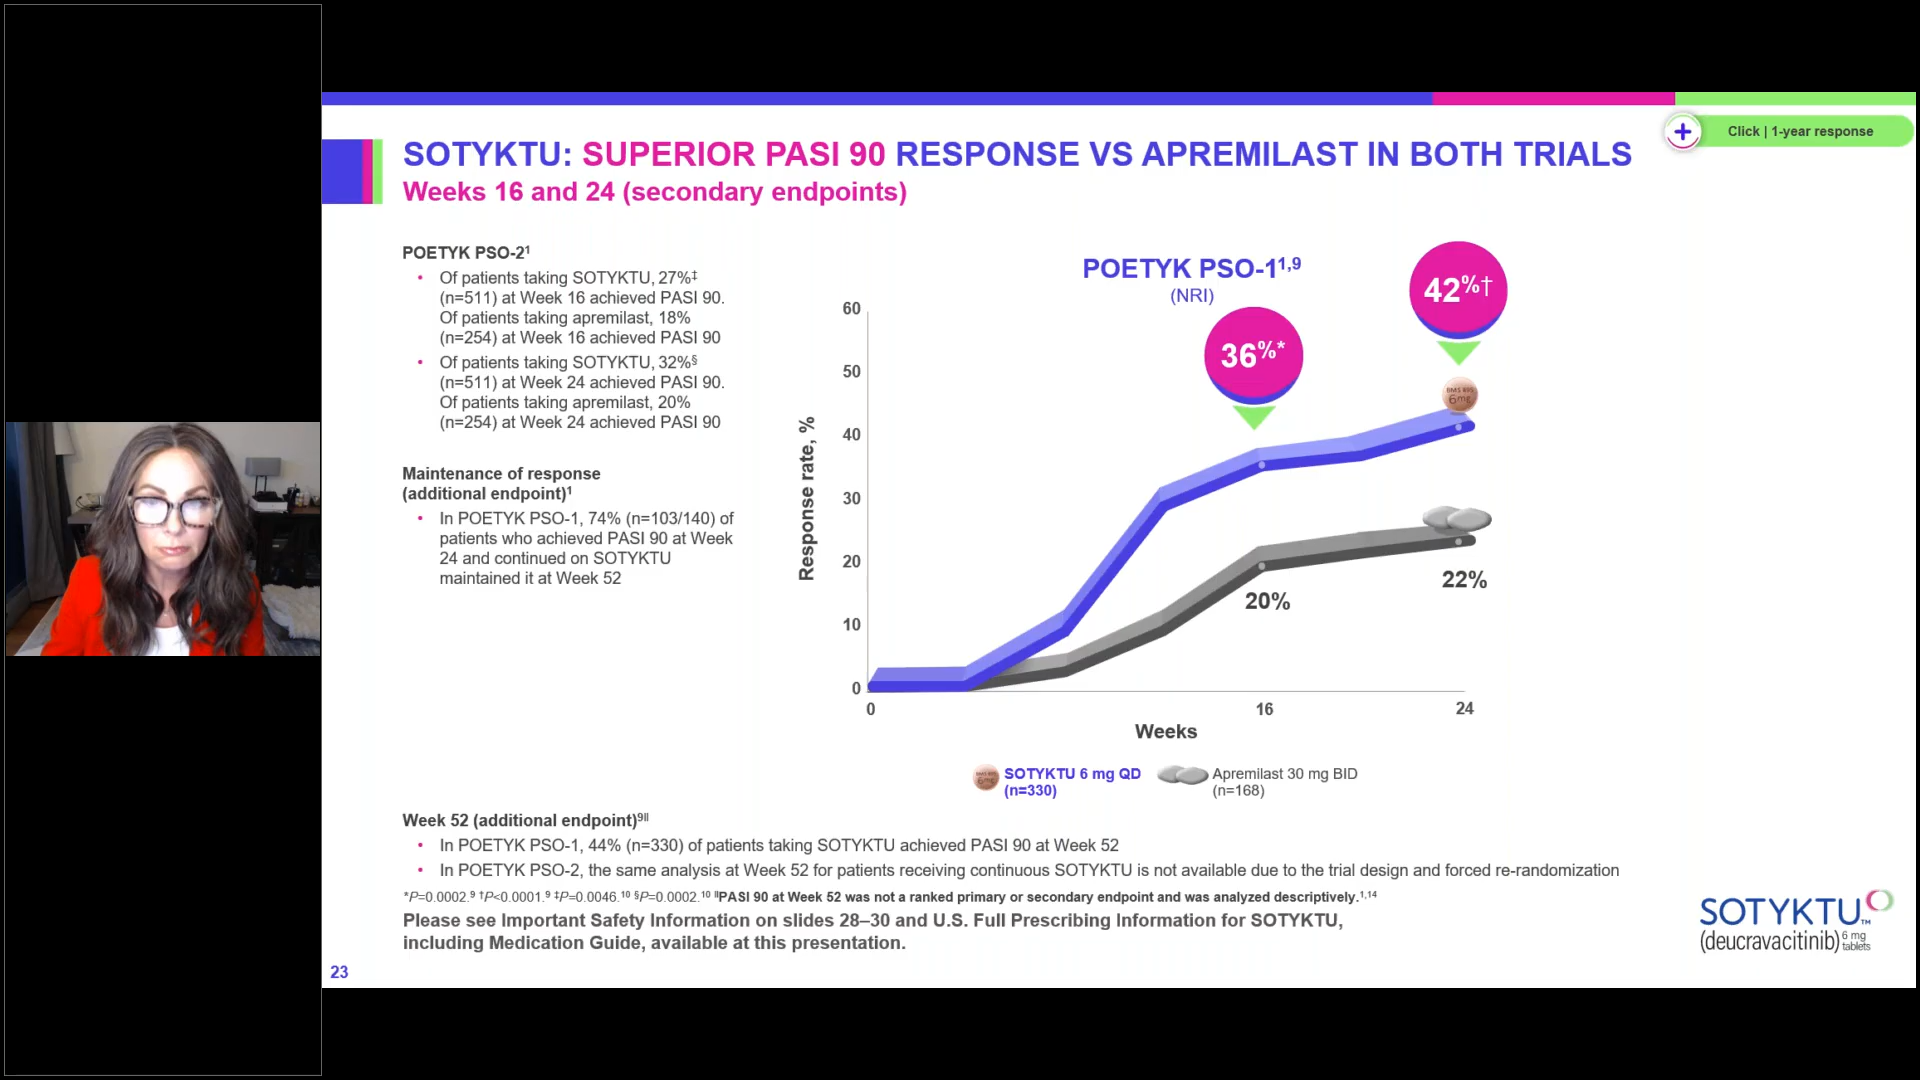 Click | 1-year response
SOTYKTU: SUPERIOR PASI 90 RESPONSE VS APREMILAST IN BOTH TRIALS
Weeks 16 and 24 (secondary endpoints)
POETYK PSO-2¹
• Of patients taking SOTYKTU, 27%‡
(n=511) at Week 16 achieved PASI 90.
Of patients taking apremilast, 18%
(n=254) at Week 16 achieved PASI 90
• Of patients taking SOTYKTU, 32%§
(n=511) at Week 24 achieved PASI 90.
Of patients taking apremilast, 20%
(n=254) at Week 24 achieved PASI 90
Maintenance of response
(additional endpoint)¹
• In POETYK PSO-1, 74% (n=103/140) of
patients who achieved PASI 90 at Week
24 and continued on SOTYKTU
maintained it at Week 52
POETYK PSO-1¹,⁹
(NRI)
36%*
42%†
Response rate, %
60
50
40
30
20
10
0
6mg
20%
22%
0
16
24
Weeks
6mg
SOTYKTU 6 mg QD
(n=330)
Apremilast 30 mg BID
(n=168)
Week 52 (additional endpoint)⁹ǁ
• In POETYK PSO-1, 44% (n=330) of patients taking SOTYKTU achieved PASI 90 at Week 52
• In POETYK PSO-2, the same analysis at Week 52 for patients receiving continuous SOTYKTU is not available due to the trial design and forced re-randomization
*P=0.0002.⁹ †P<0.0001.⁹ ‡P=0.0046.¹⁰ §P=0.0002.¹⁰ ǁPASI 90 at Week 52 was not a ranked primary or secondary endpoint and was analyzed descriptively.¹,¹⁴
Please see Important Safety Information on slides 28–30 and U.S. Full Prescribing Information for SOTYKTU,
including Medication Guide, available at this presentation.
23
SOTYKTU™
(deucravacitinib) 6 mg tablets